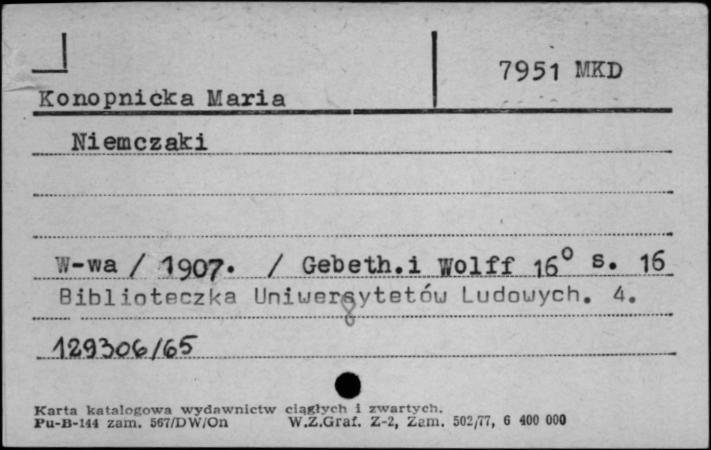 7951 MKD
Konopnicka Maria
Niemczaki
W-wa / 1907. / Gebeth.i Wolff 16° s. 16
Biblioteczka Uniwersytetów Ludowych. 4.
8
129306/65
Karta katalogowa wydawnictw ciągłych i zwartych.
Pu-B-144 zam. 567/DW/On W.Z.Graf. Z-2, Zam. 502/77, 6 400 000